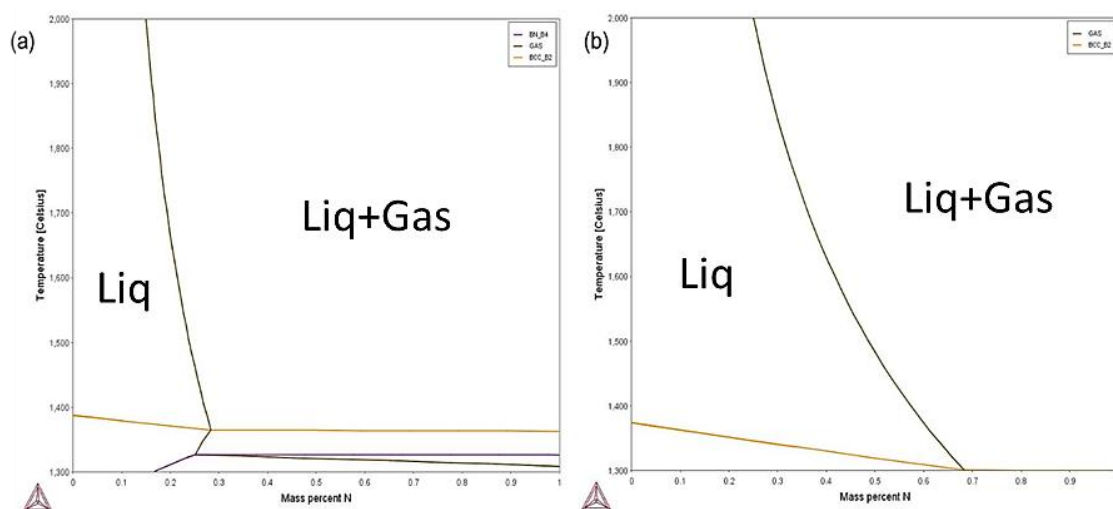 (a)
2,000
1,900
1,800
1,700
1,600
1,500
1,400
1,300
Temperature [Celsius]
BN_B4
GAS
BCC_B2
Liq+Gas
Liq
0 0.1 0.2 0.3 0.4 0.5 0.6 0.7 0.8 0.9 1
Mass percent N
(b)
2,000
1,900
1,800
1,700
1,600
1,500
1,400
1,300
Temperature [Celsius]
GAS
BCC_B2
Liq+Gas
Liq
0 0.1 0.2 0.3 0.4 0.5 0.6 0.7 0.8 0.9
Mass percent N